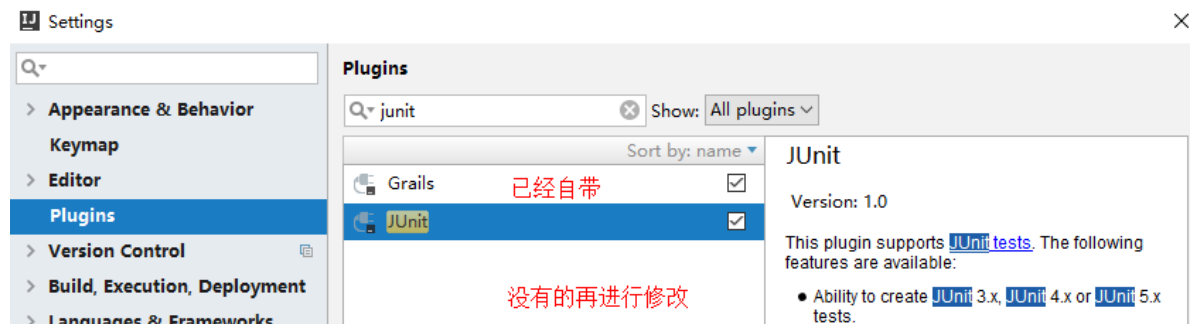 Settings
Plugins
Appearance & Behavior
junit
Show: All plugins
Keymap
Sort by: name
JUnit
Editor
Grails
已经自带
Version: 1.0
Plugins
JUnit
This plugin supports JUnit tests. The following
features are available:
Version Control
Build, Execution, Deployment
没有的再进行修改
Ability to create JUnit 3.x, JUnit 4.x or JUnit 5.x
tests.
Languages & Frameworks